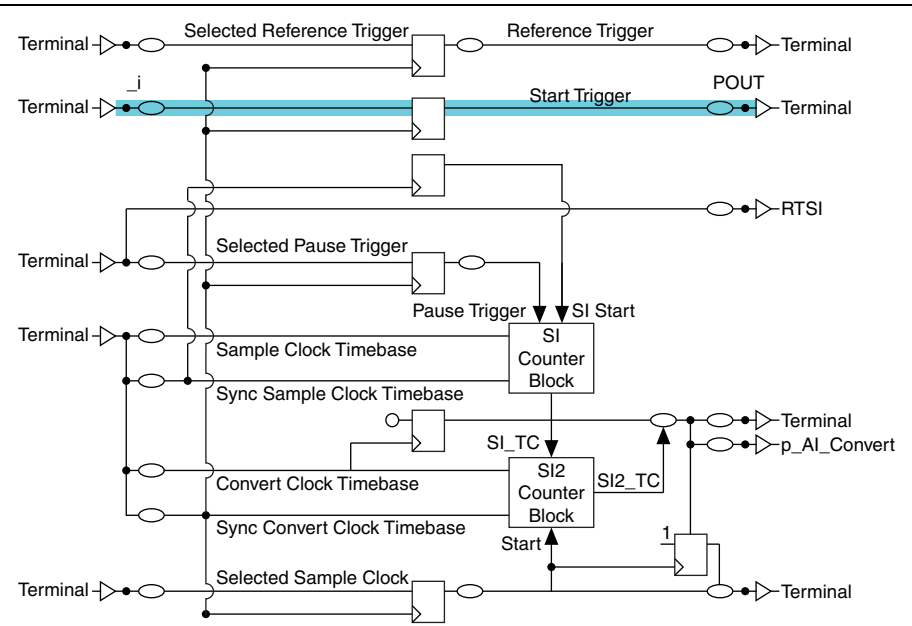 Selected Reference Trigger Reference Trigger
Terminal Terminal
_i POUT
Terminal Start Trigger Terminal
RTSI
Selected Pause Trigger
Terminal
Pause Trigger SI Start
Terminal SI
Sample Clock Timebase Counter
Block
Sync Sample Clock Timebase
Terminal
SI_TC p_AI_Convert
SI2 SI2_TC
Convert Clock Timebase Counter
Block
Sync Convert Clock Timebase 1
Start
Selected Sample Clock
Terminal Terminal